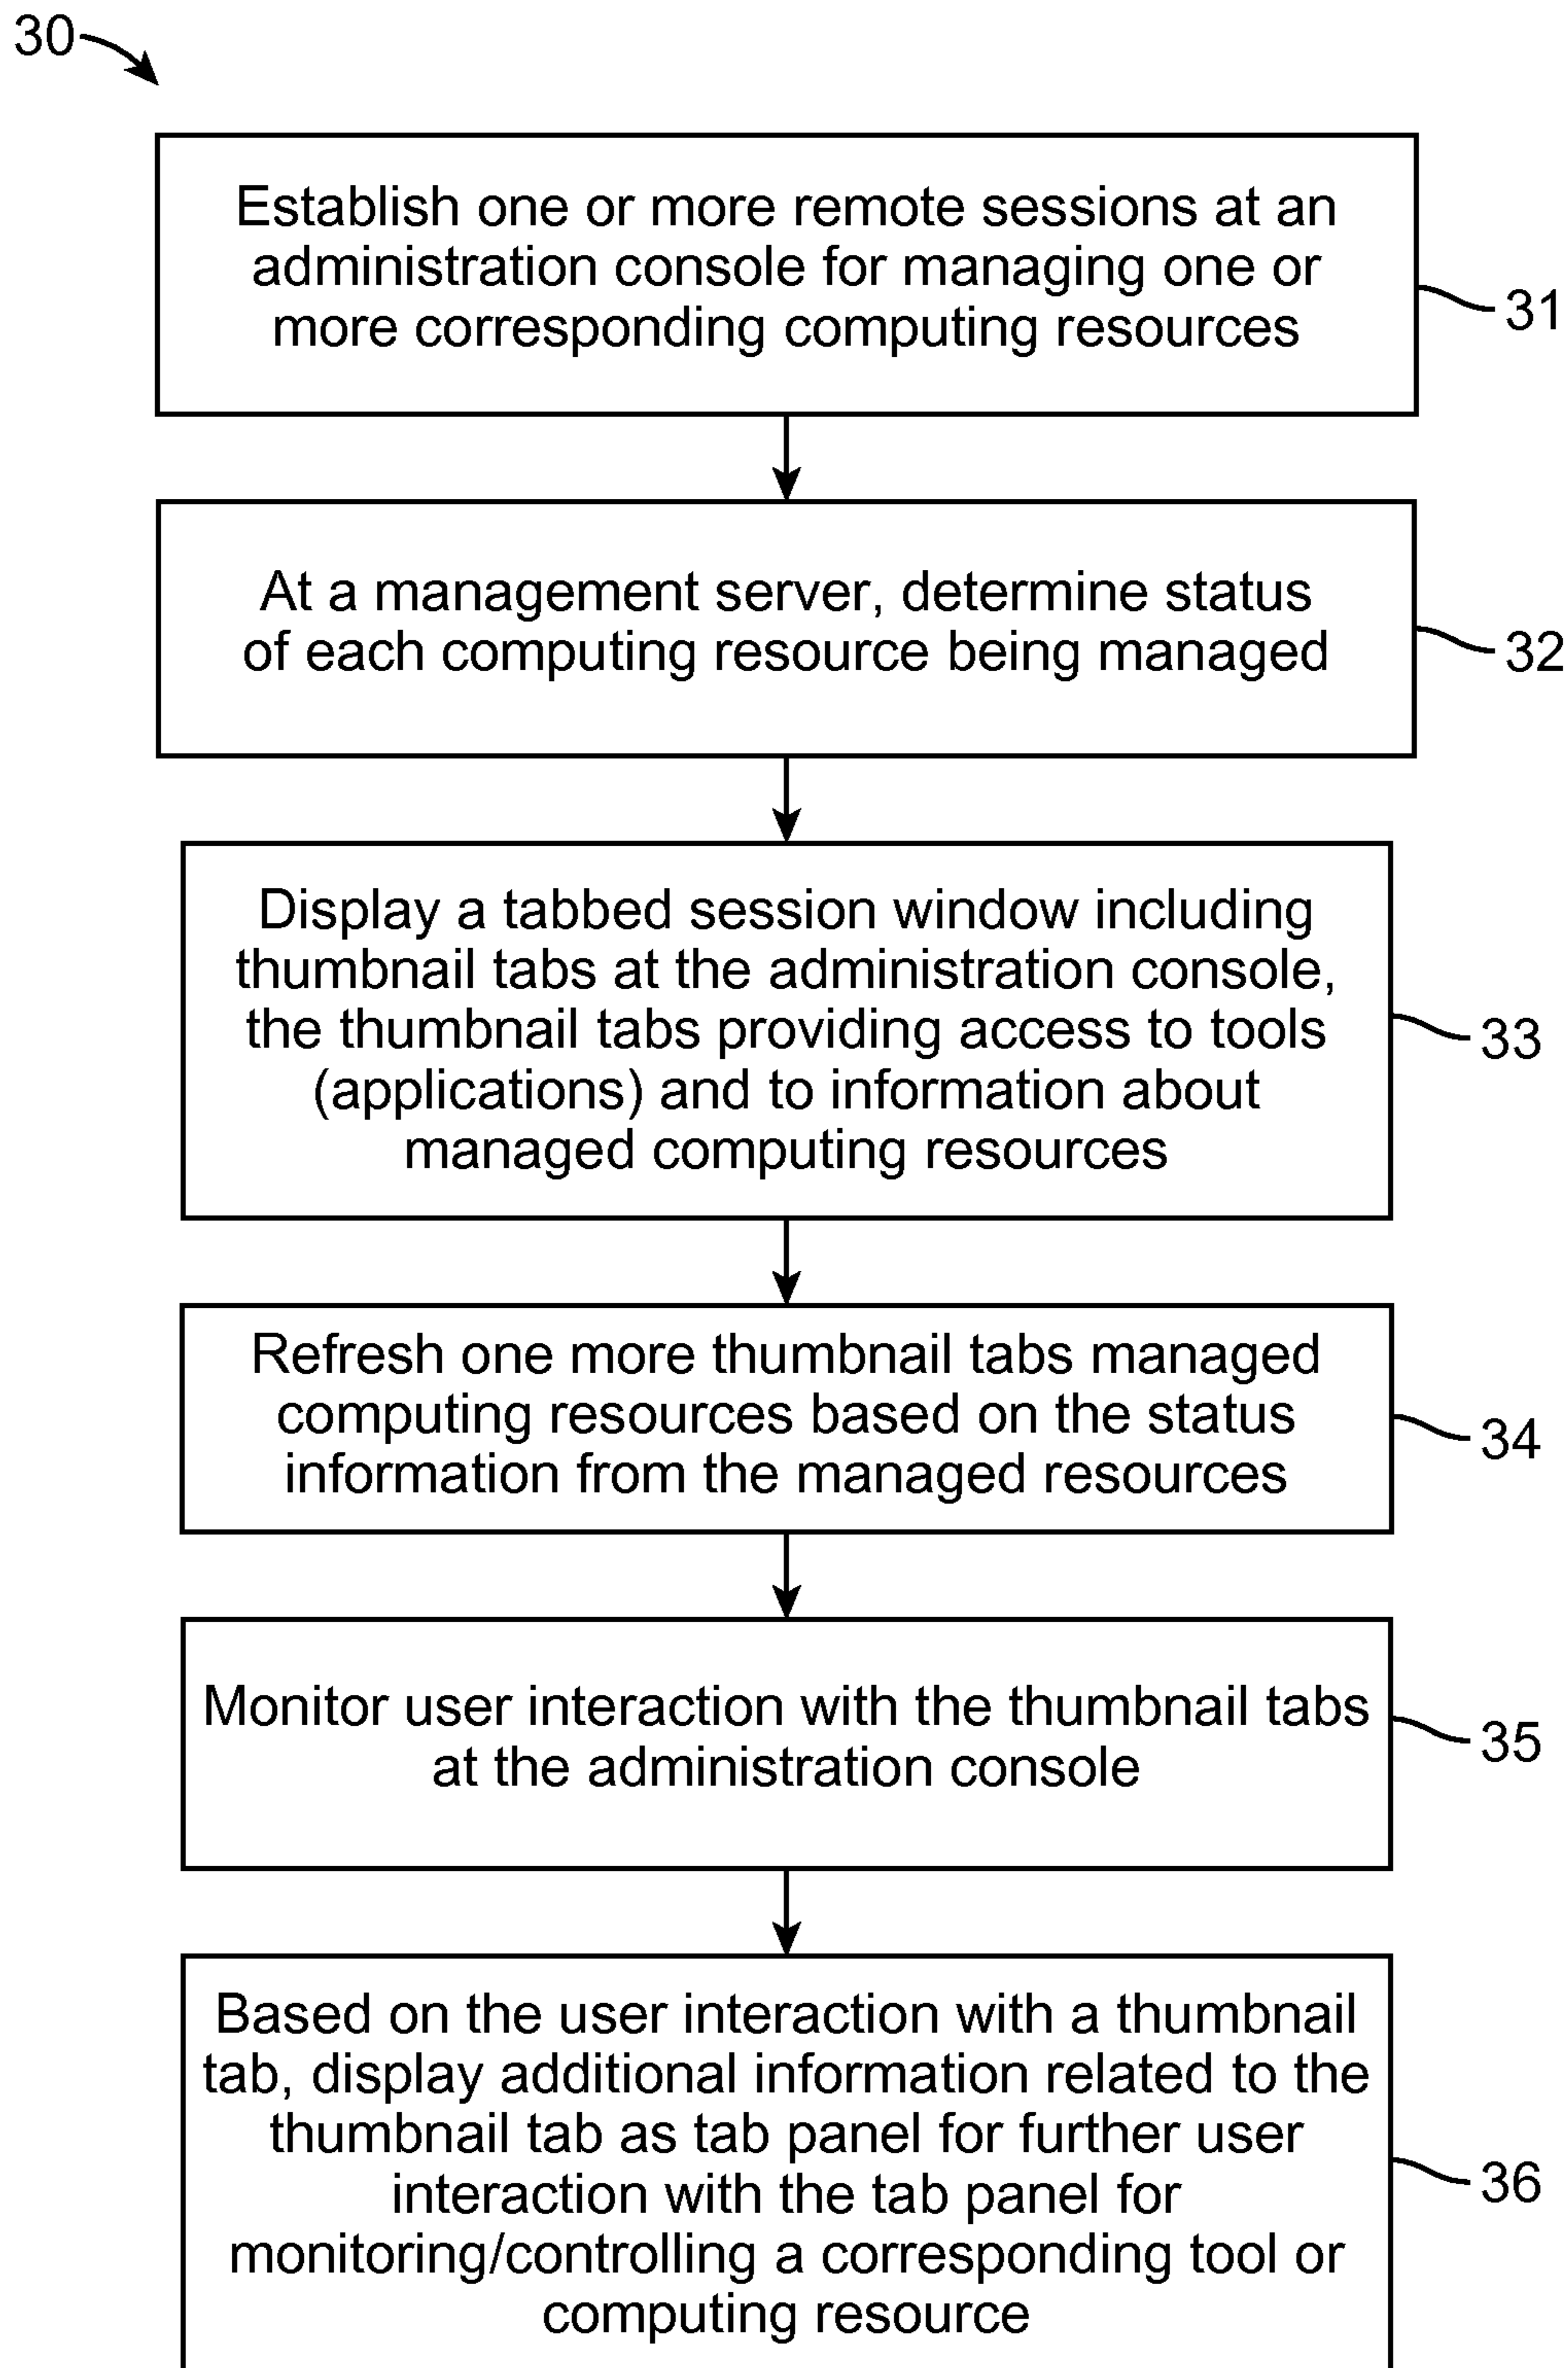 30
Establish one or more remote sessions at an
administration console for managing one or
more corresponding computing resources
31
At a management server, determine status
of each computing resource being managed
32
Display a tabbed session window including
thumbnail tabs at the administration console,
the thumbnail tabs providing access to tools
(applications) and to information about
managed computing resources
33
Refresh one more thumbnail tabs managed
computing resources based on the status
information from the managed resources
34
Monitor user interaction with the thumbnail tabs
at the administration console
35
Based on the user interaction with a thumbnail
tab, display additional information related to the
thumbnail tab as tab panel for further user
interaction with the tab panel for
monitoring/controlling a corresponding tool or
computing resource
36